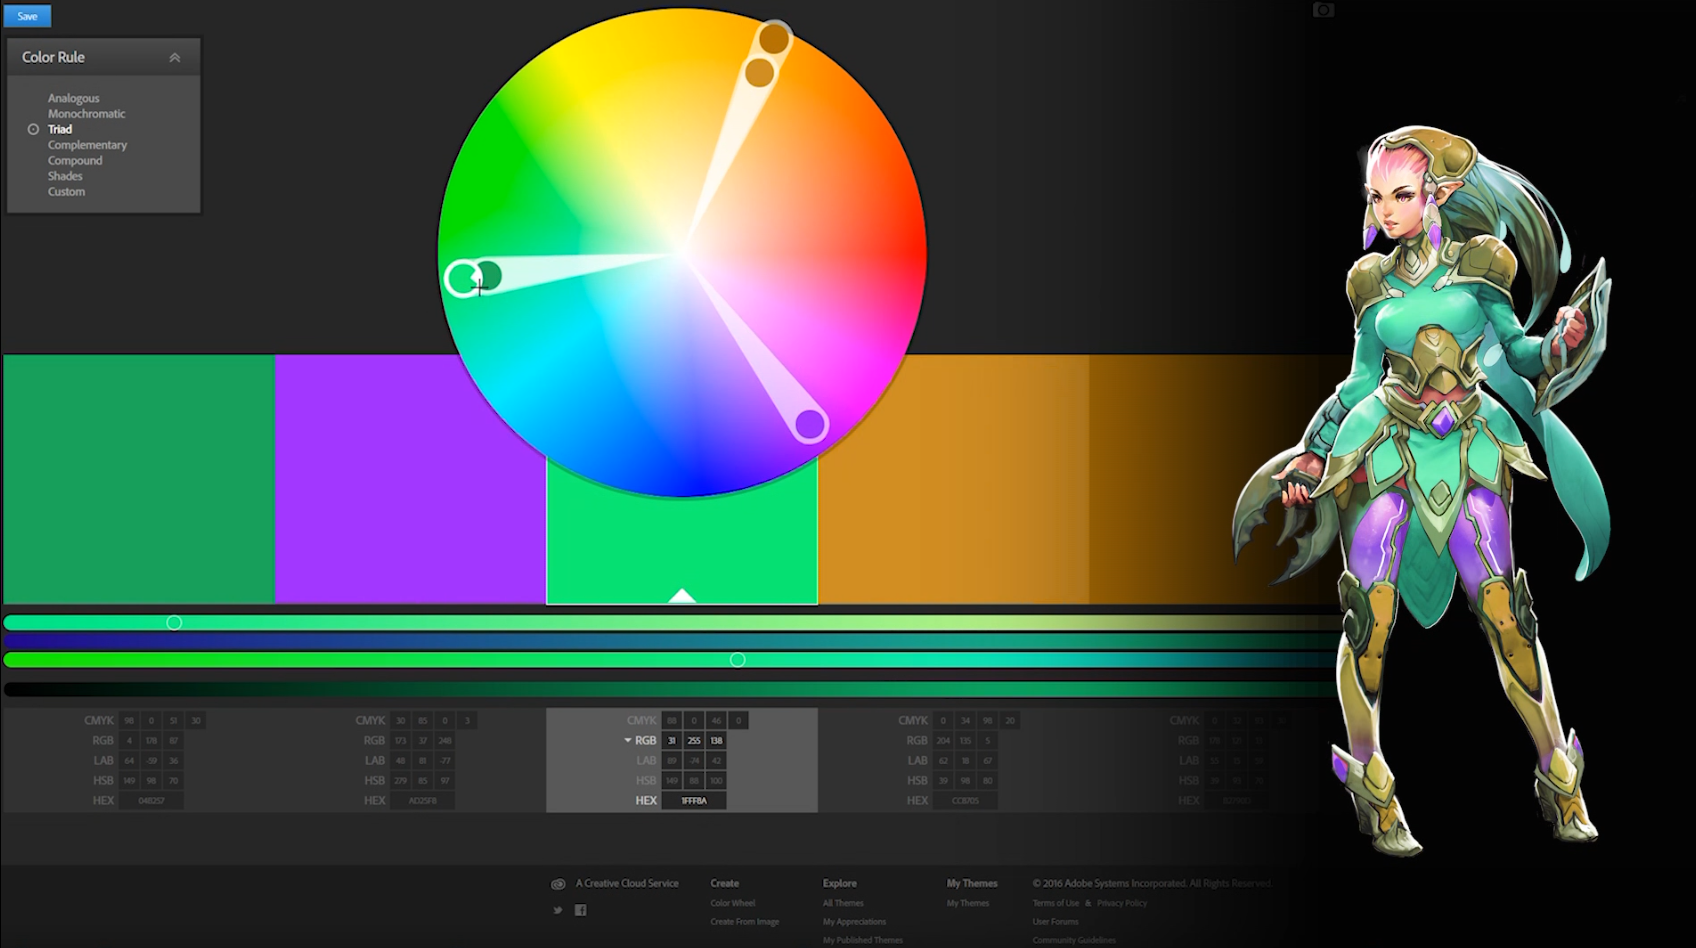 Save
Color Rule
Analogous
Monochromatic
Triad
Complementary
Compound
Shades
Custom
CMYK 98 0 51 30
RGB 4 178 87
LAB 64 -59 36
HSB 149 98 70
HEX 04B257
CMYK 30 85 0 3
RGB 173 37 248
LAB 48 81 -77
HSB 279 85 97
HEX AD25F8
CMYK 88 0 46 0
RGB 31 255 138
LAB 89 -74 42
HSB 149 88 100
HEX 1FFF8A
CMYK 0 34 98 20
RGB 204 135 5
LAB 62 18 67
HSB 39 98 80
HEX CC8705
CMYK
RGB
LAB
HSB
HEX
A Creative Cloud Service
Create
Color Wheel
Create From Image
Explore
All Themes
My Appreciations
My Published Themes
My Themes
My Themes
© 2016 Adobe Systems Incorporated. All Rights Reserved.
Terms of Use & Privacy Policy
User Forums
Community Guidelines